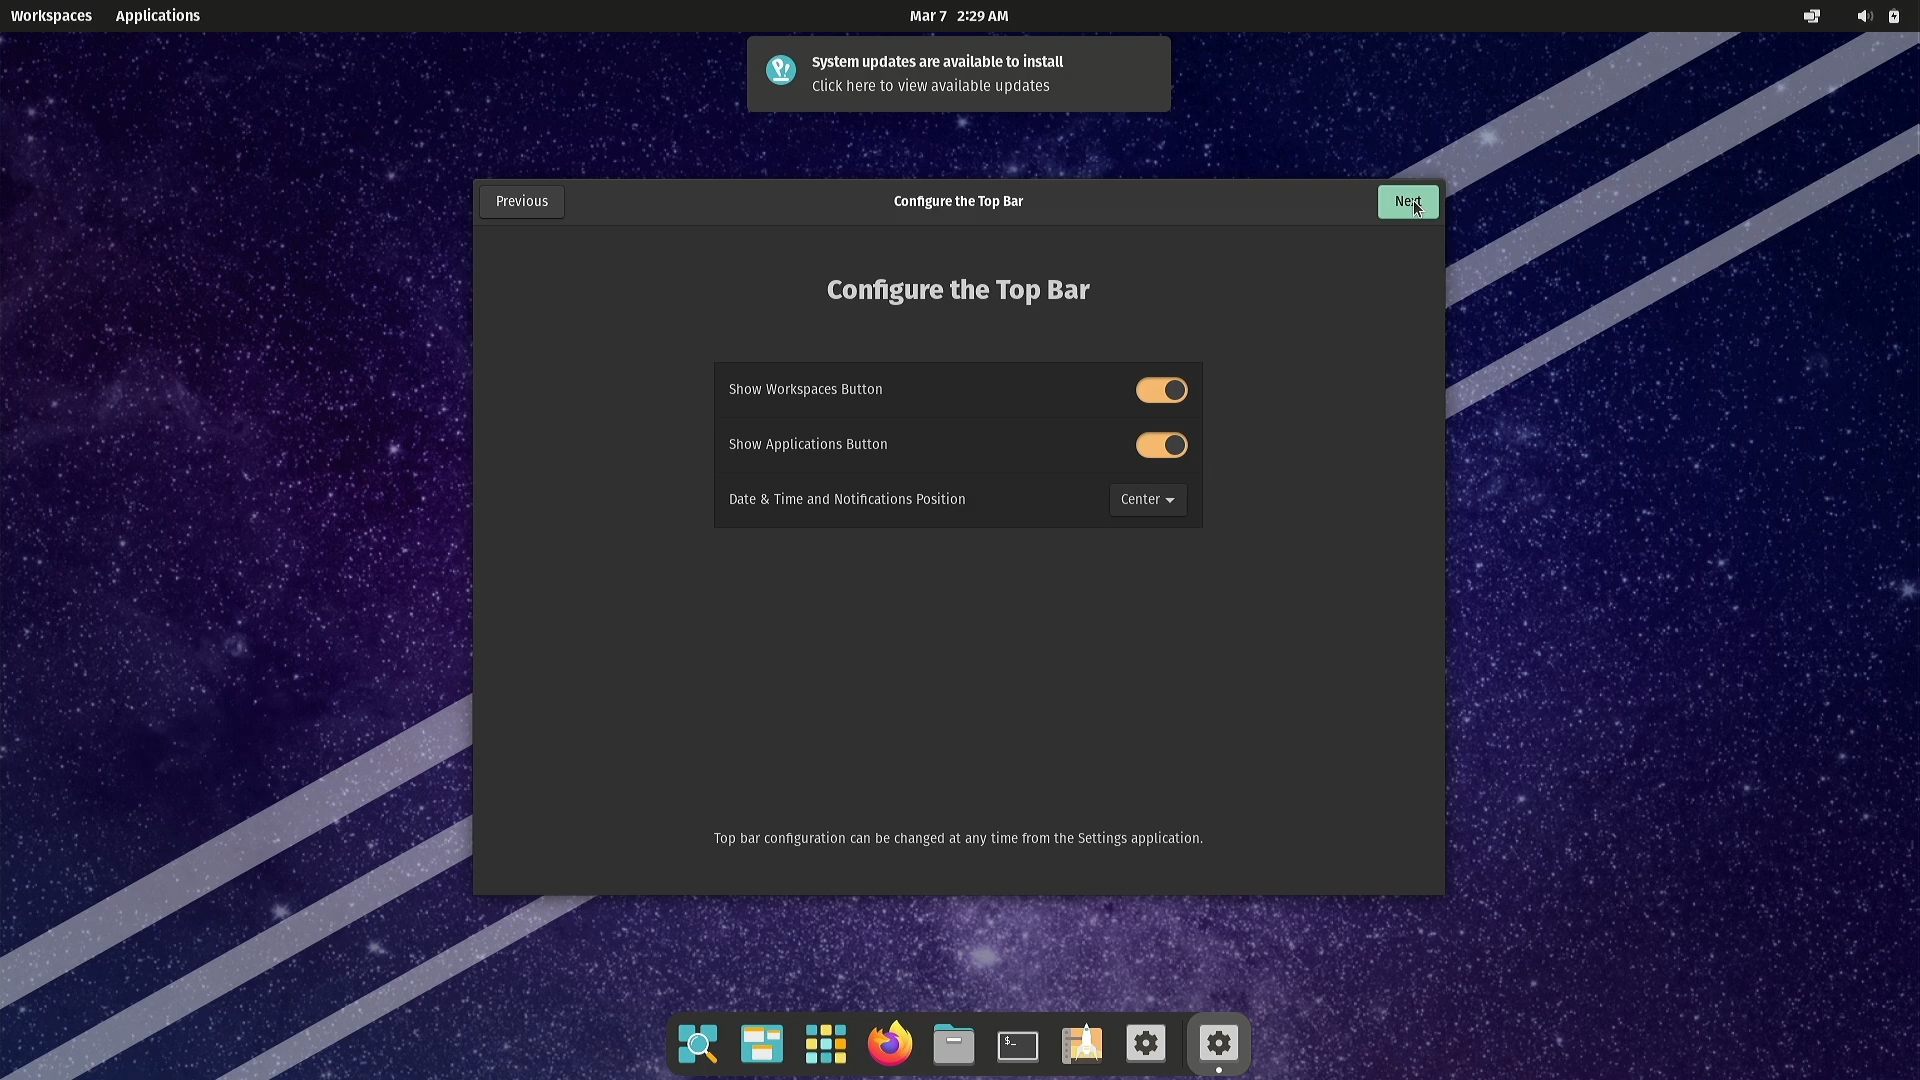 Workspaces Applications Mar 7 2:29 AM
System updates are available to install
Click here to view available updates
Previous Configure the Top Bar Next
Configure the Top Bar
Show Workspaces Button
Show Applications Button
Date & Time and Notifications Position Center
Top bar configuration can be changed at any time from the Settings application.
$_